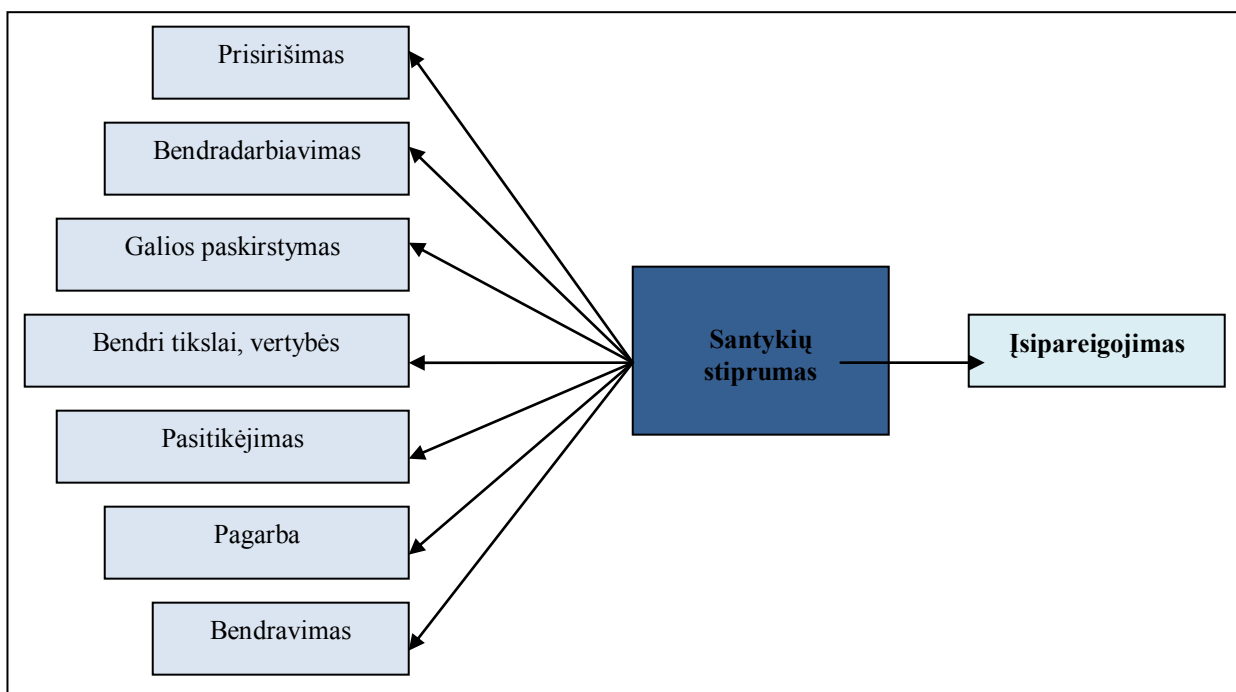 Prisirišimas
Bendradarbiavimas
Galios paskirstymas
Bendri tikslai, vertybės
Pasitikėjimas
Pagarba
Bendravimas
Santykių
stiprumas
Įsipareigojimas